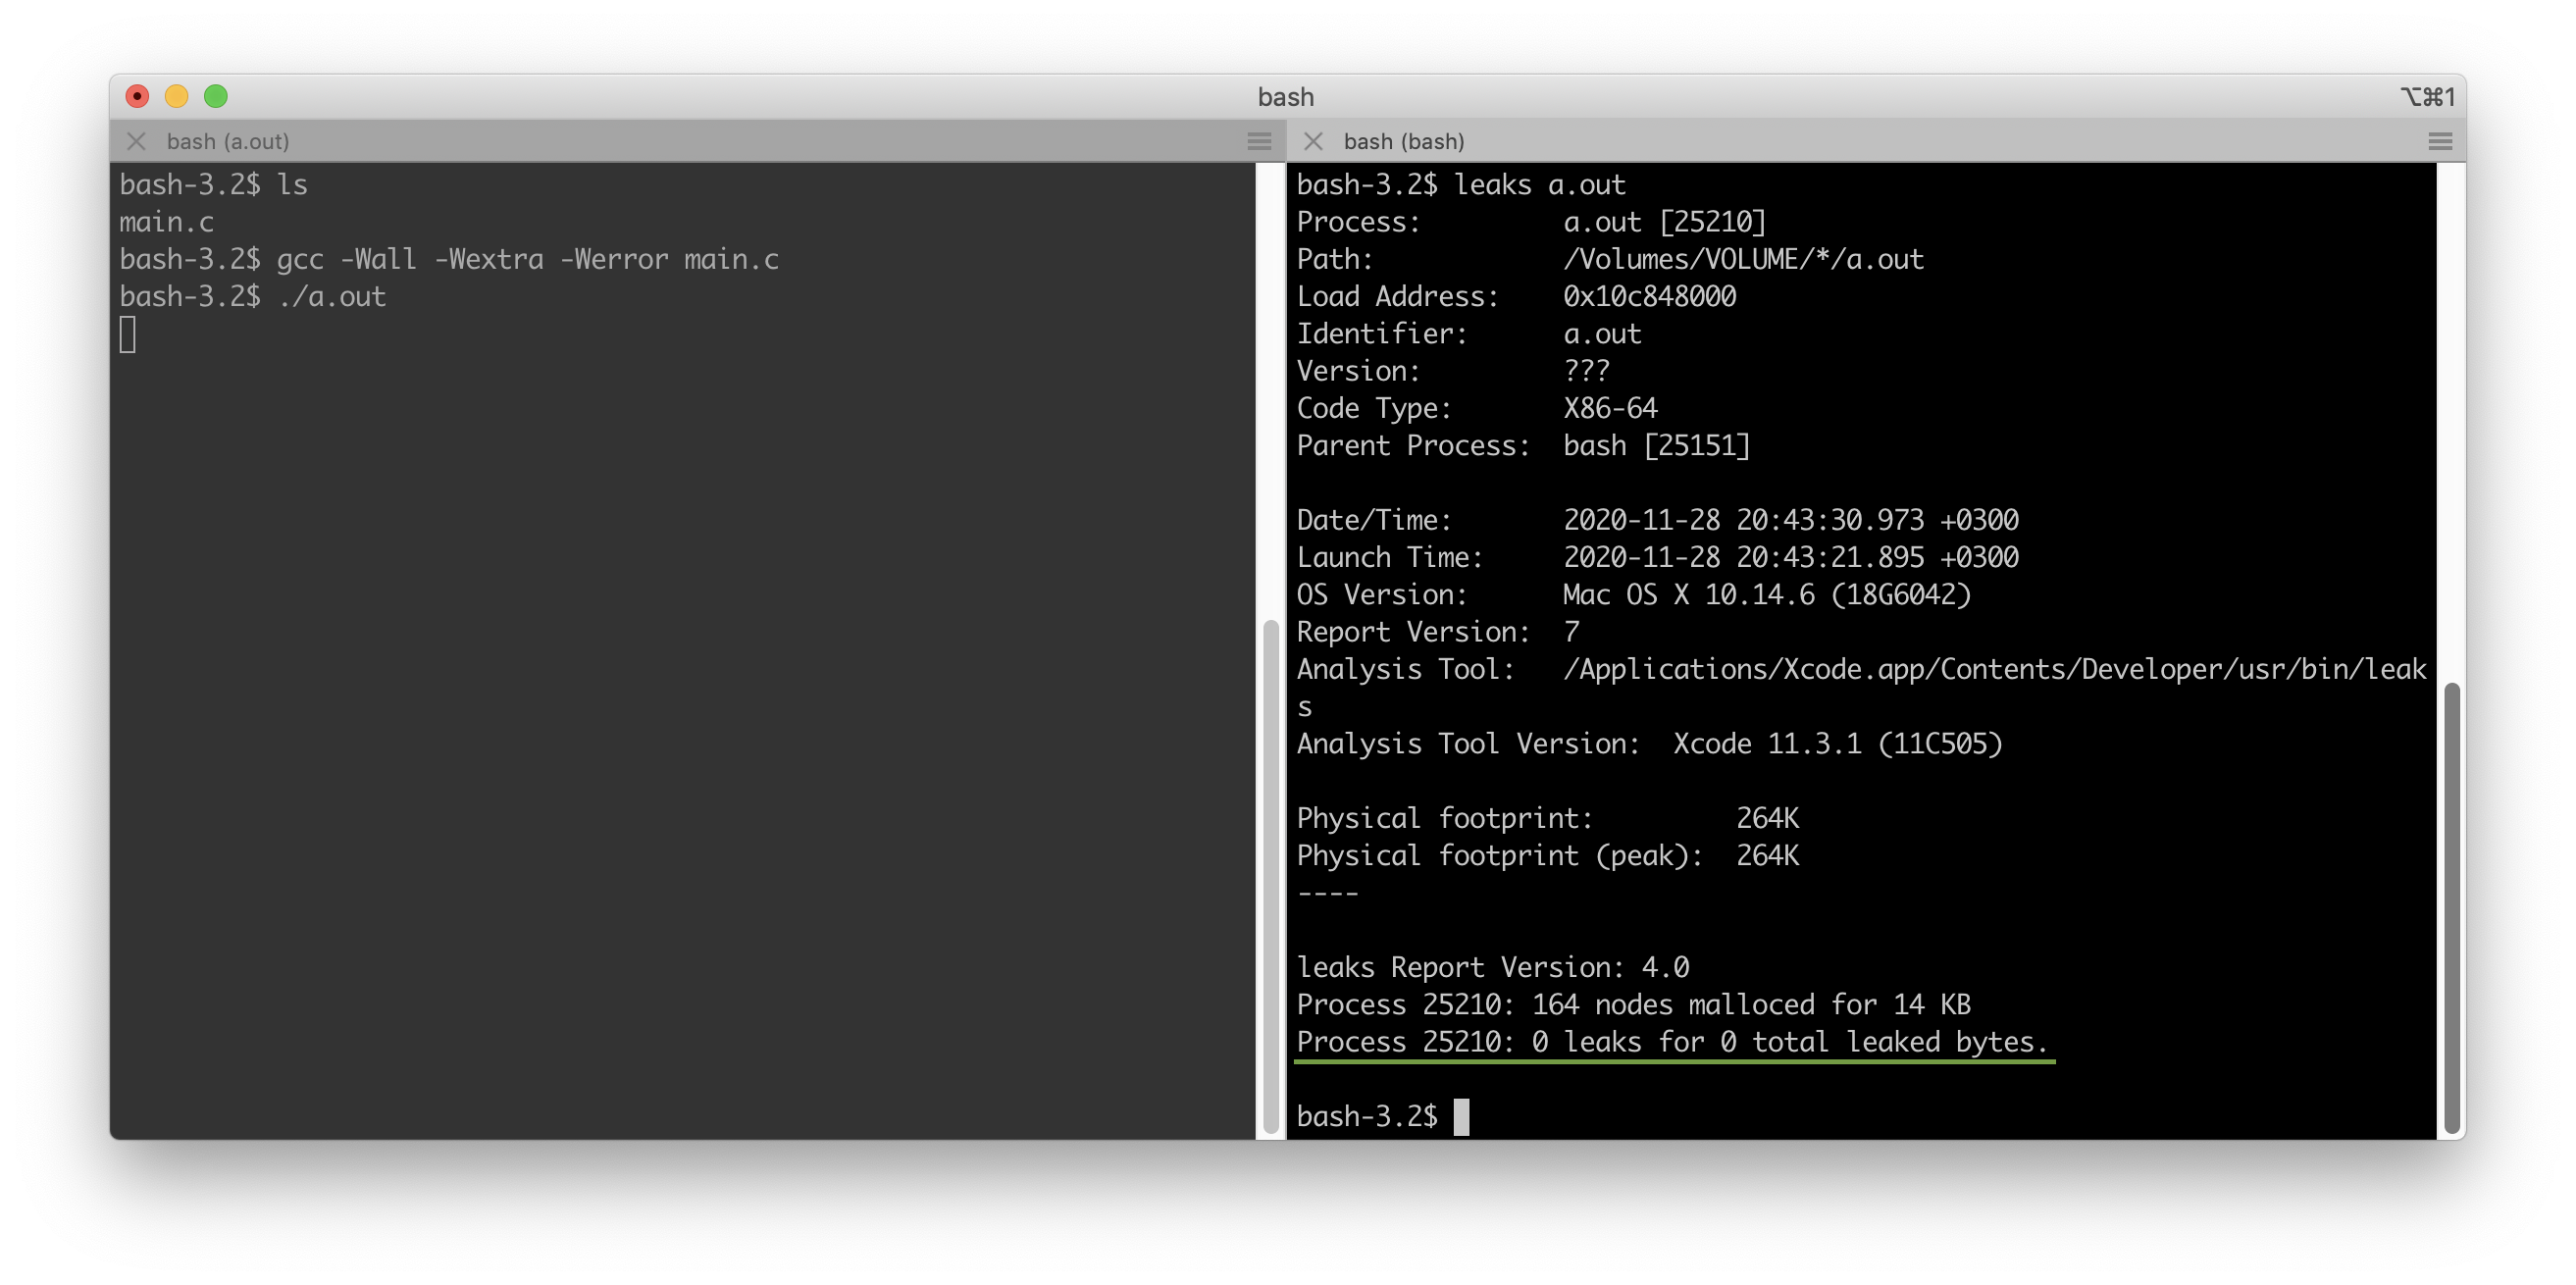 bash
⌥⌘1
bash (a.out)
bash-3.2$ ls
main.c
bash-3.2$ gcc -Wall -Wextra -Werror main.c
bash-3.2$ ./a.out
bash (bash)
bash-3.2$ leaks a.out
Process:         a.out [25210]
Path:            /Volumes/VOLUME/*/a.out
Load Address:    0x10c848000
Identifier:      a.out
Version:         ???
Code Type:       X86-64
Parent Process:  bash [25151]
Date/Time:       2020-11-28 20:43:30.973 +0300
Launch Time:     2020-11-28 20:43:21.895 +0300
OS Version:      Mac OS X 10.14.6 (18G6042)
Report Version:  7
Analysis Tool:   /Applications/Xcode.app/Contents/Developer/usr/bin/leak
s
Analysis Tool Version:  Xcode 11.3.1 (11C505)
Physical footprint:         264K
Physical footprint (peak):  264K
----
leaks Report Version: 4.0
Process 25210: 164 nodes malloced for 14 KB
Process 25210: 0 leaks for 0 total leaked bytes.
bash-3.2$